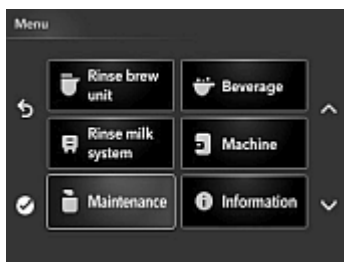 Menu
Rinse brew
unit
Beverage
Rinse milk
system
Machine
Maintenance
Information